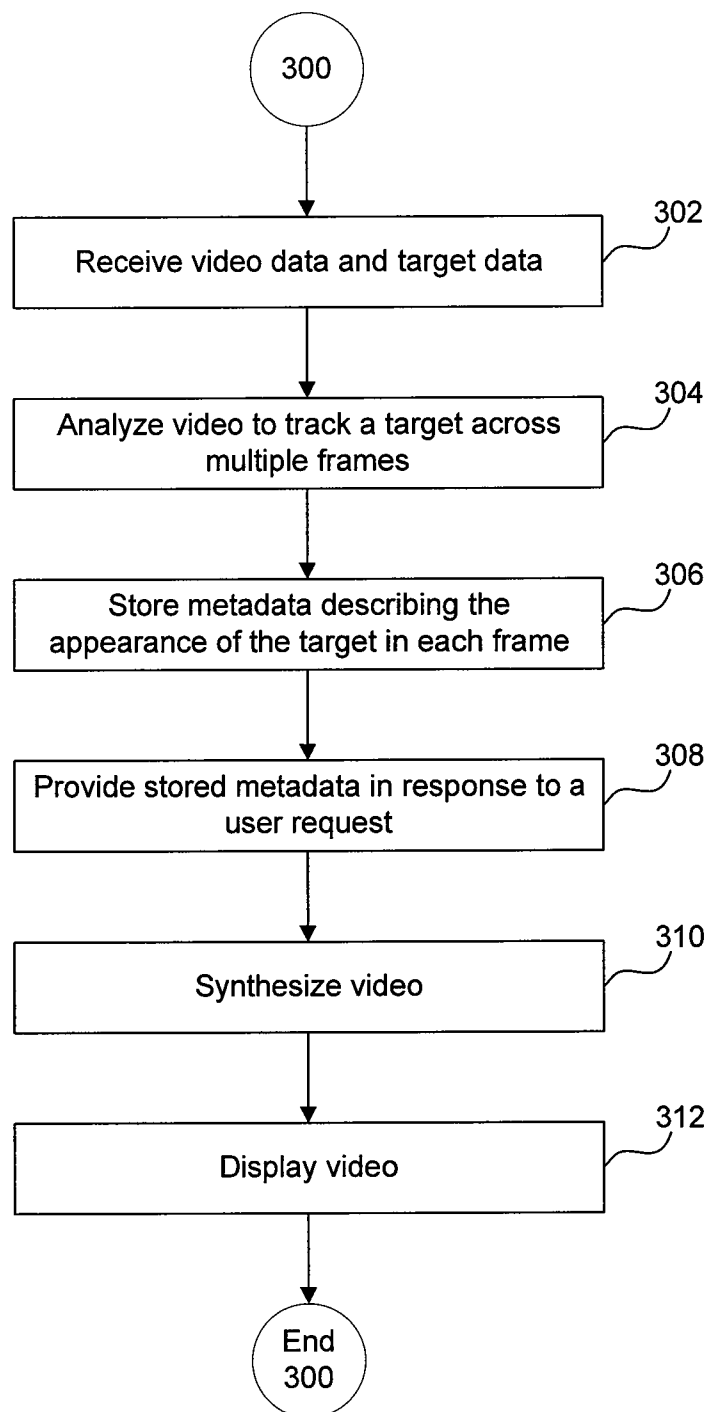 300
302
Receive video data and target data
304
Analyze video to track a target across
multiple frames
306
Store metadata describing the
appearance of the target in each frame
308
Provide stored metadata in response to a
user request
310
Synthesize video
312
Display video
End
300